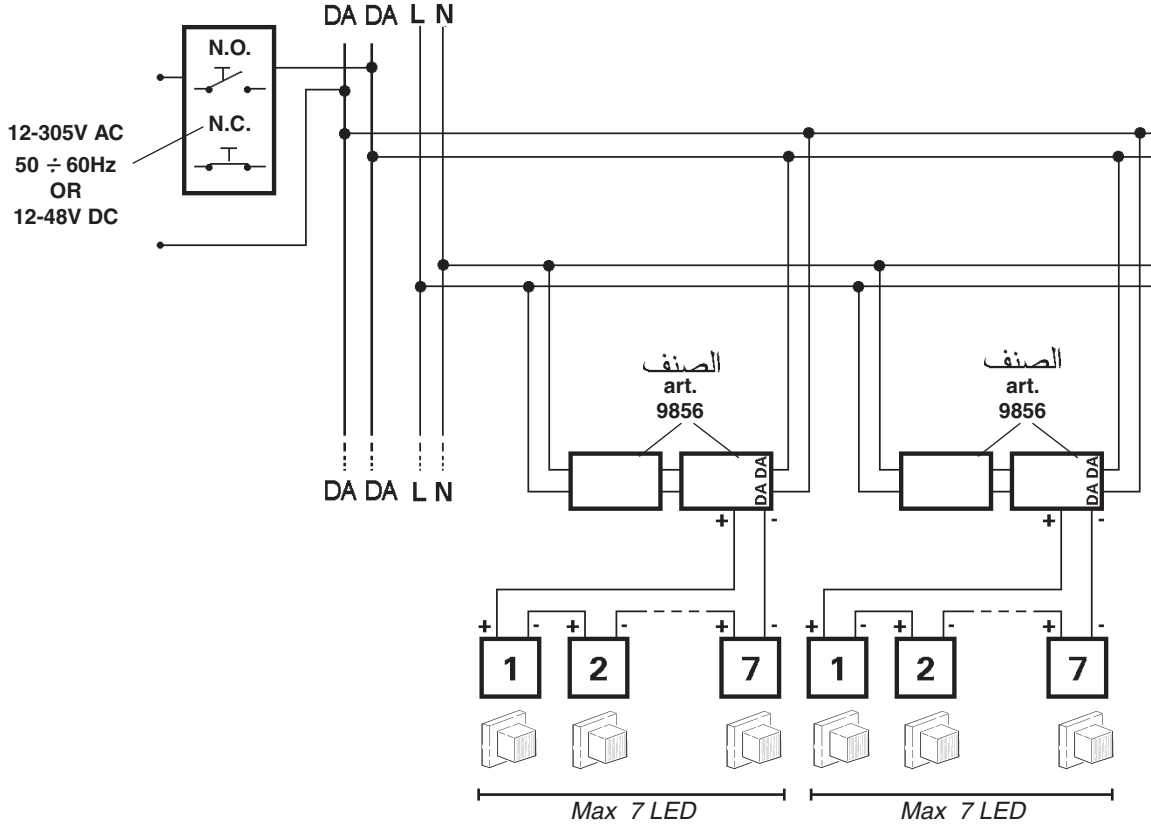 DA DA L N
N.O.
N.C.
12-305V AC
50 ÷ 60Hz
OR
12-48V DC
DA DA L N
الصنف
art.
9856
DA DA
+ -
+ - + - + -
1 2 7
Max 7 LED
الصنف
art.
9856
DA DA
+ -
+ - + - + -
1 2 7
Max 7 LED